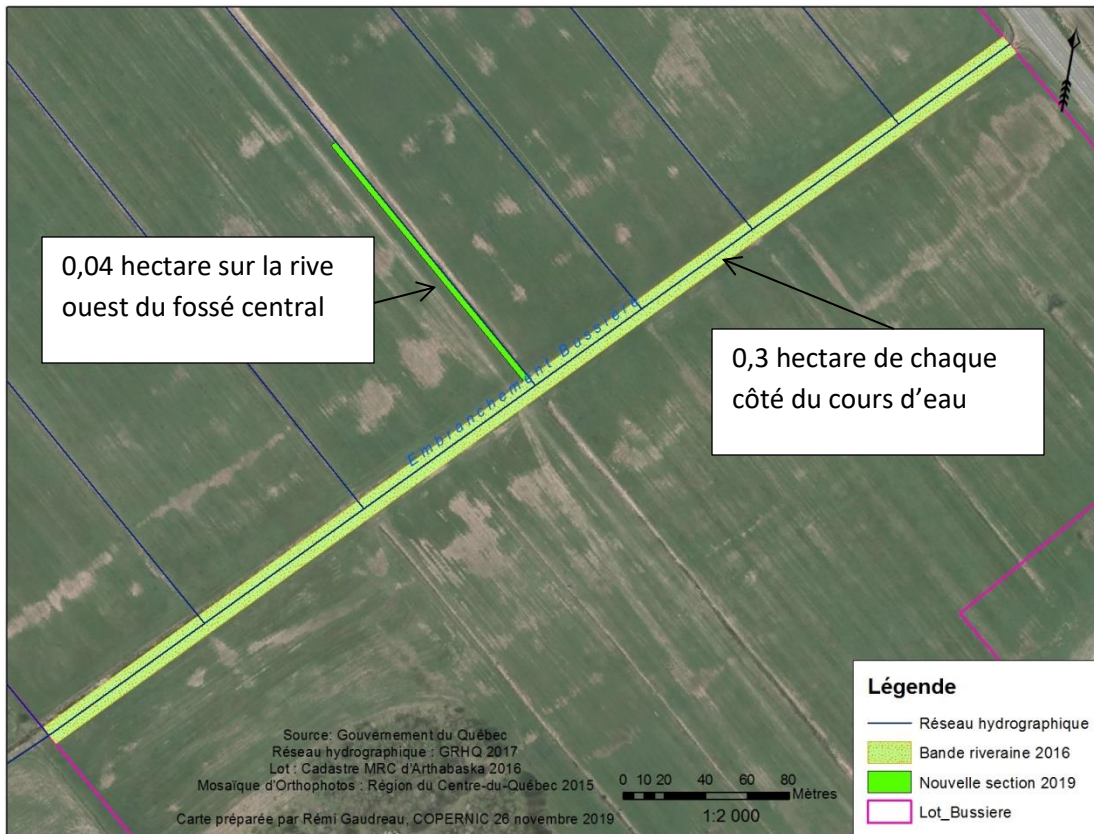 0,04 hectare sur la rive
ouest du fossé central
0,3 hectare de chaque
côté du cours d'eau
Embranchement Bussière
Légende
Réseau hydrographique
Bande riveraine 2016
Nouvelle section 2019
Lot_Bussiere
Source: Gouvernement du Québec
Réseau hydrographique : GRHQ 2017
Lot : Cadastre MRC d'Arthabaska 2016
Mosaïque d'Orthophotos : Région du Centre-du-Québec 2015
Carte préparée par Rémi Gaudreau, COPERNIC 26 novembre 2019
0 10 20 40 60 80
Mètres
1:2 000